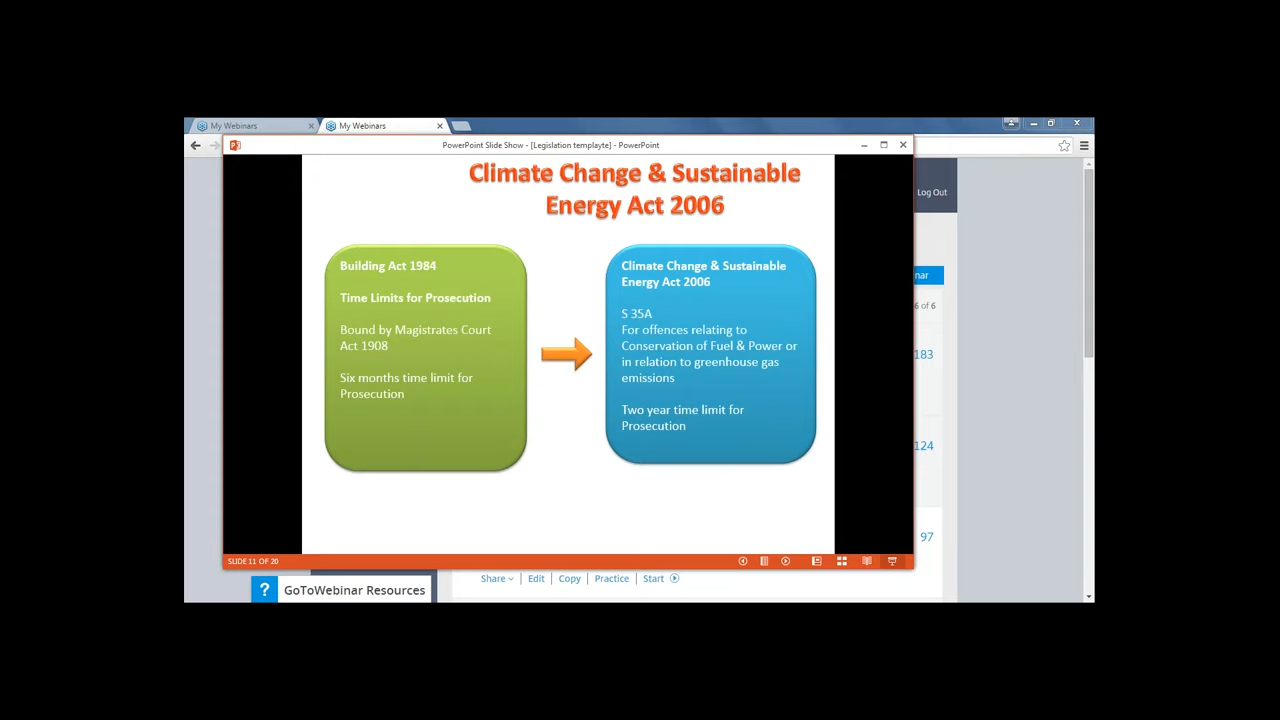 My Webinars
My Webinars
PowerPoint Slide Show - [Legislation templayte] - PowerPoint
Log Out
Climate Change & Sustainable
Energy Act 2006
Building Act 1984
Time Limits for Prosecution
Bound by Magistrates Court
Act 1908
Six months time limit for
Prosecution
Climate Change & Sustainable
Energy Act 2006
S 35A
For offences relating to
Conservation of Fuel & Power or
in relation to greenhouse gas
emissions
Two year time limit for
Prosecution
nar
6 of 6
183
124
97
SLIDE 11 OF 20
Share
Edit
Copy
Practice
Start
? GoToWebinar Resources